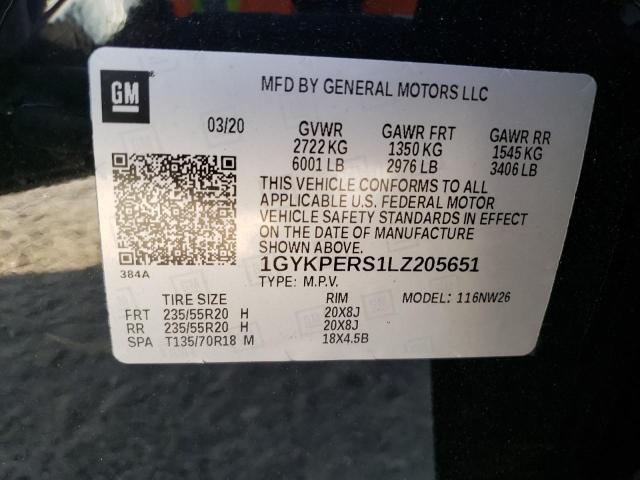 GM
MFD BY GENERAL MOTORS LLC
03/20 GVWR GAWR FRT GAWR RR
2722 KG 1350 KG 1545 KG
6001 LB 2976 LB 3406 LB
THIS VEHICLE CONFORMS TO ALL
APPLICABLE U.S. FEDERAL MOTOR
VEHICLE SAFETY STANDARDS IN EFFECT
ON THE DATE OF MANUFACTURE
SHOWN ABOVE.
384A
1GYKPERS1LZ205651
TYPE: M.P.V.
TIRE SIZE RIM MODEL: 116NW26
FRT 235/55R20 H 20X8J
RR 235/55R20 H 20X8J
SPA T135/70R18 M 18X4.5B